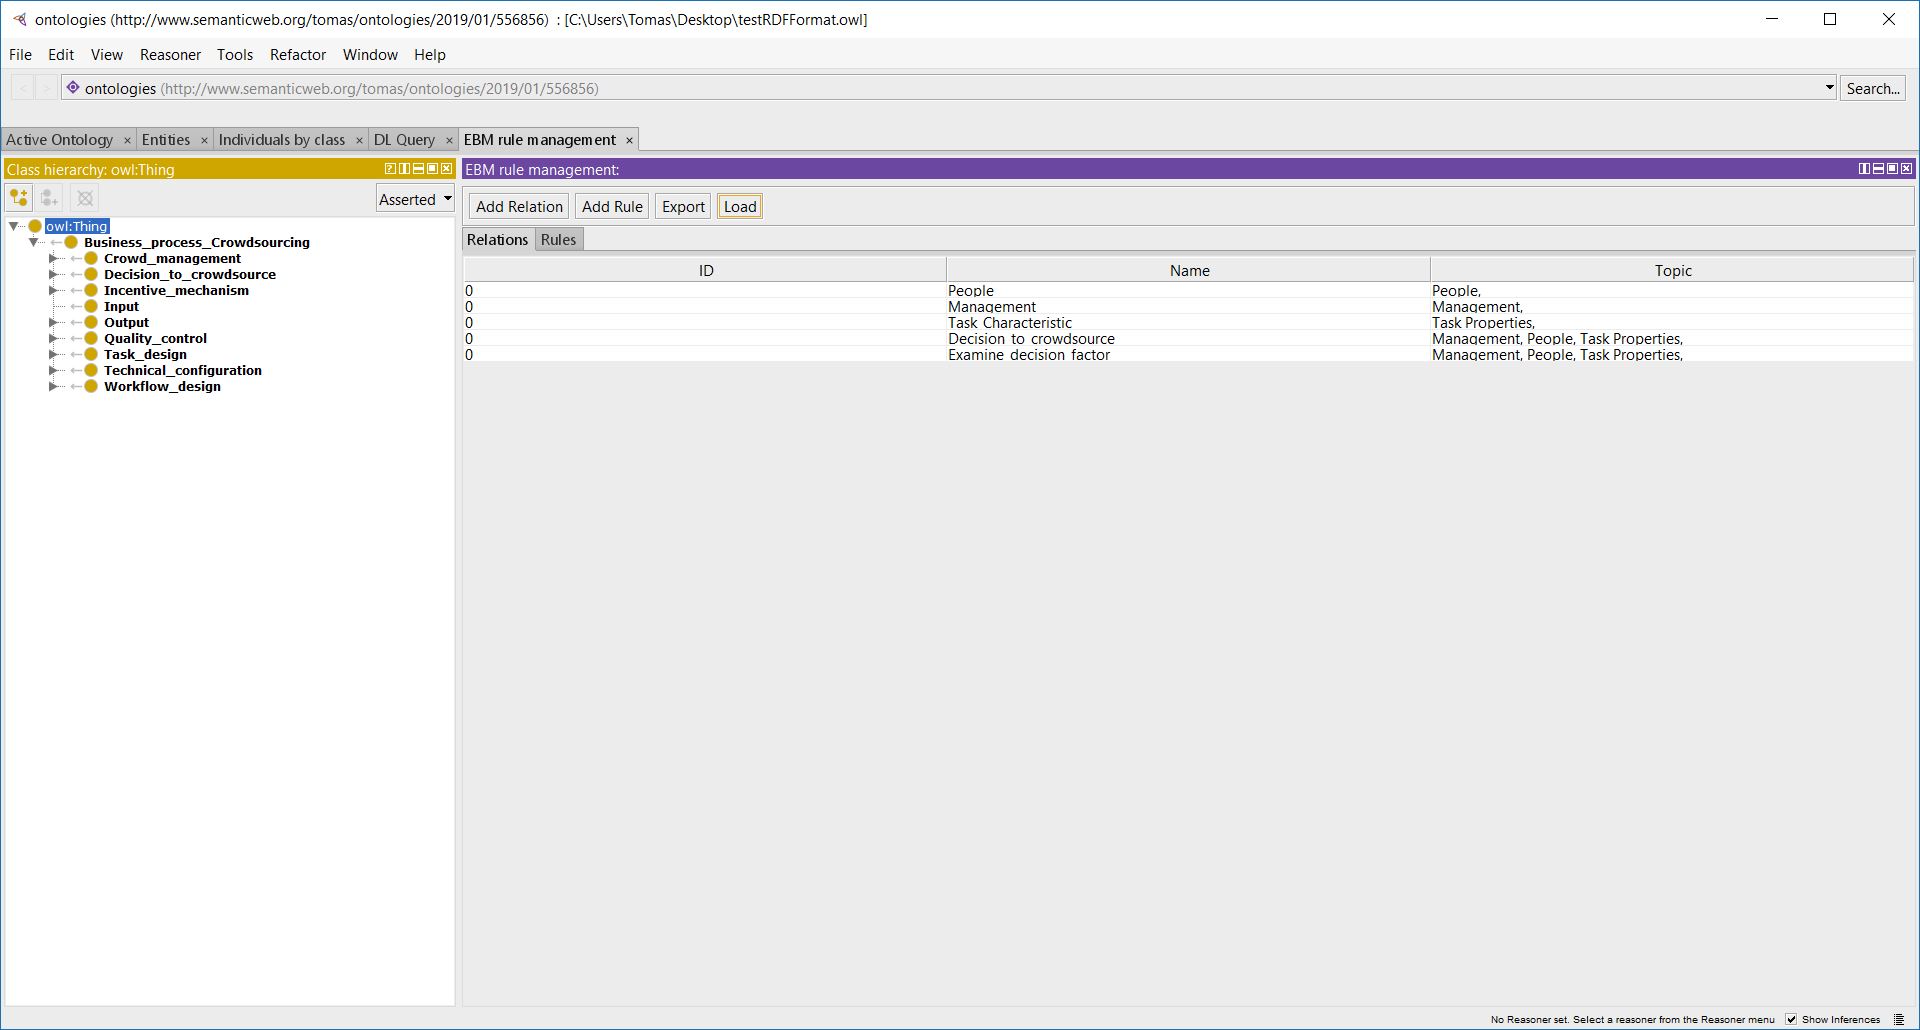 ontologies (http://www.semanticweb.org/tomas/ontologies/2019/01/556856)  : [C:\Users\Tomas\Desktop\testRDFFormat.owl]
File Edit View Reasoner Tools Refactor Window Help
< > ontologies (http://www.semanticweb.org/tomas/ontologies/2019/01/556856) Search...
Active Ontology × Entities × Individuals by class × DL Query × EBM rule management ×
Class hierarchy: owl:Thing
Asserted
owl:Thing
Business_process_Crowdsourcing
Crowd_management
Decision_to_crowdsource
Incentive_mechanism
Input
Output
Quality_control
Task_design
Technical_configuration
Workflow_design
EBM rule management:
Add Relation Add Rule Export Load
Relations Rules
ID Name Topic
0 People People,
0 Management Management,
0 Task Characteristic Task Properties,
0 Decision to crowdsource Management, People, Task Properties,
0 Examine decision factor Management, People, Task Properties,
No Reasoner set. Select a reasoner from the Reasoner menu Show Inferences